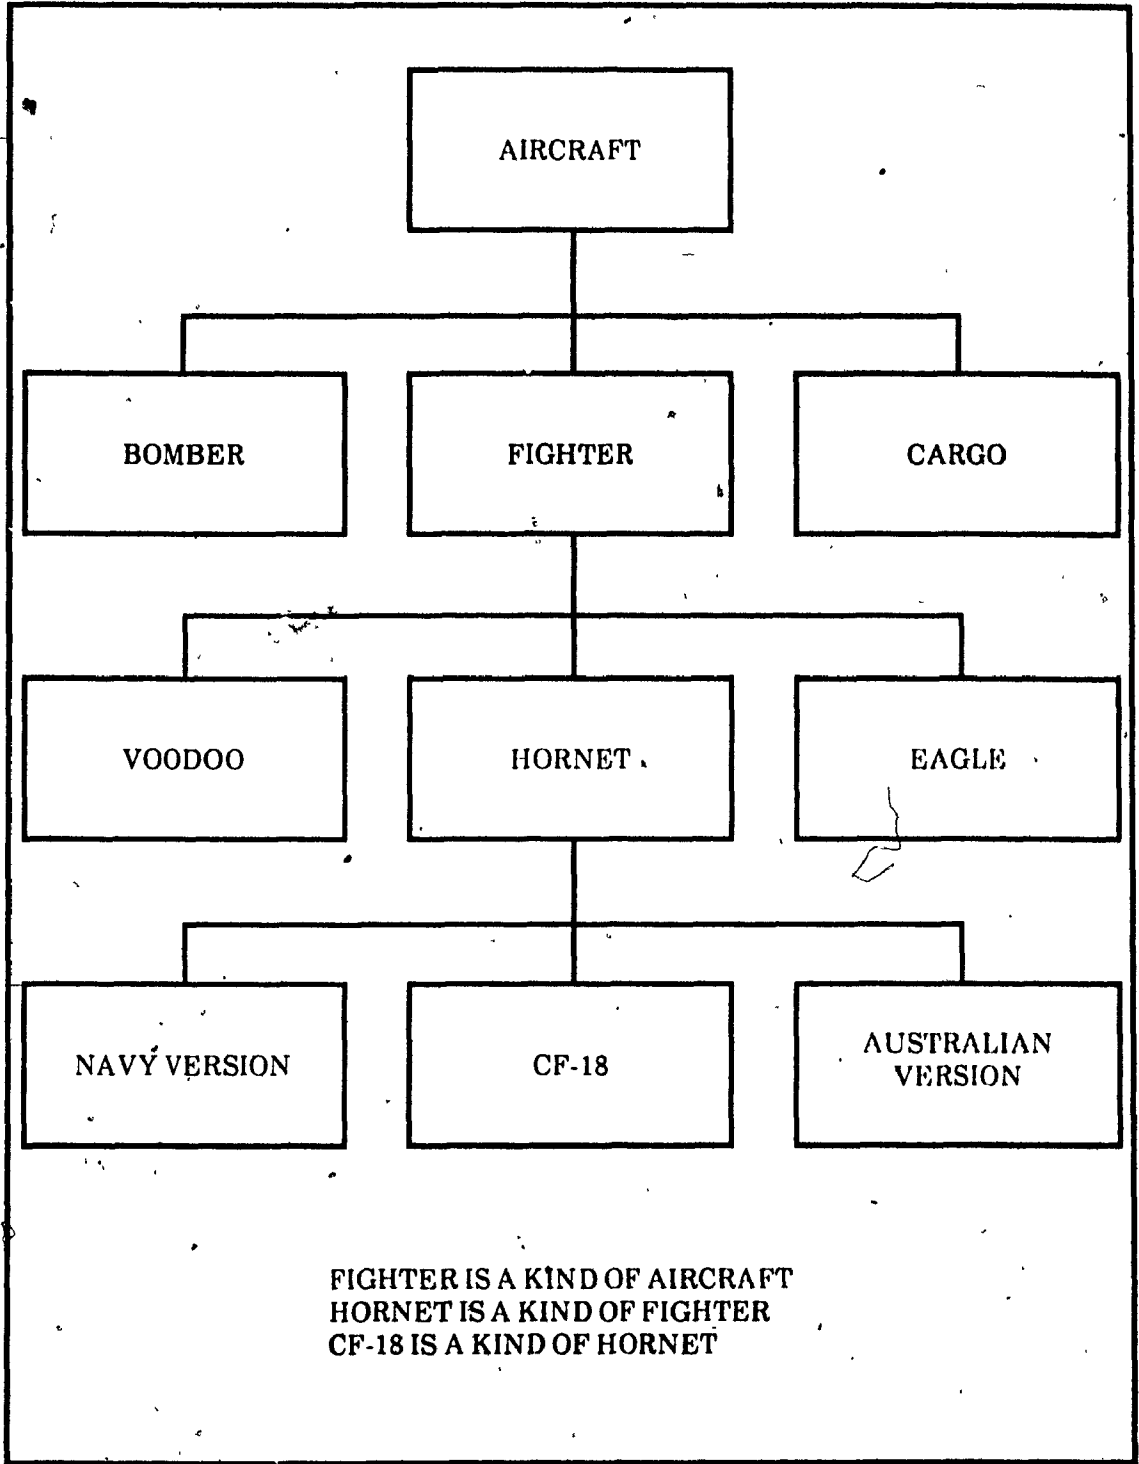 AIRCRAFT
BOMBER
FIGHTER
CARGO
VOODOO
HORNET
EAGLE
NAVY VERSION
CF-18
AUSTRALIAN
VERSION
FIGHTER IS A KIND OF AIRCRAFT
HORNET IS A KIND OF FIGHTER
CF-18 IS A KIND OF HORNET